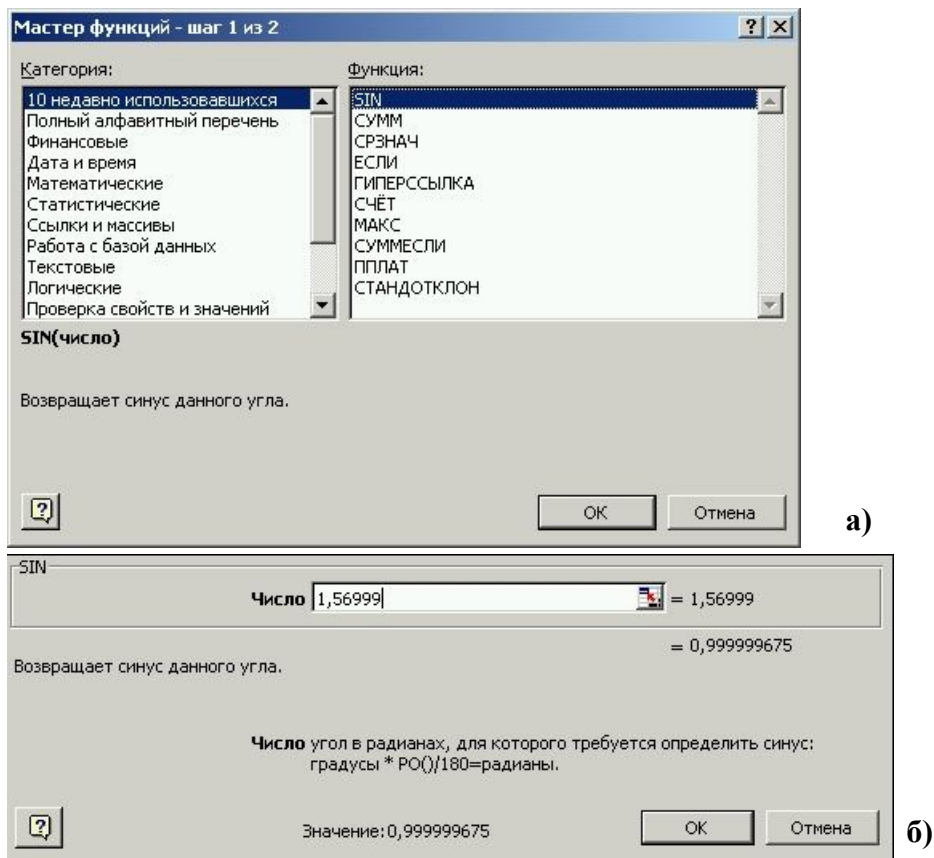 Мастер функций - шаг 1 из 2
Категория:
Функция:
10 недавно использовавшихся
Полный алфавитный перечень
Финансовые
Дата и время
Математические
Статистические
Ссылки и массивы
Работа с базой данных
Текстовые
Логические
Проверка свойств и значений
SIN
СУММ
СРЗНАЧ
ЕСЛИ
ГИПЕРССЫЛКА
СЧЁТ
МАКС
СУММЕСЛИ
ППЛАТ
СТАНДОТКЛОН
SIN(число)
Возвращает синус данного угла.
ОК Отмена
а)
SIN
Число 1,56999 = 1,56999
= 0,999999675
Возвращает синус данного угла.
Число угол в радианах, для которого требуется определить синус:
градусы * PO()/180=радианы.
Значение:0,999999675 ОК Отмена
б)